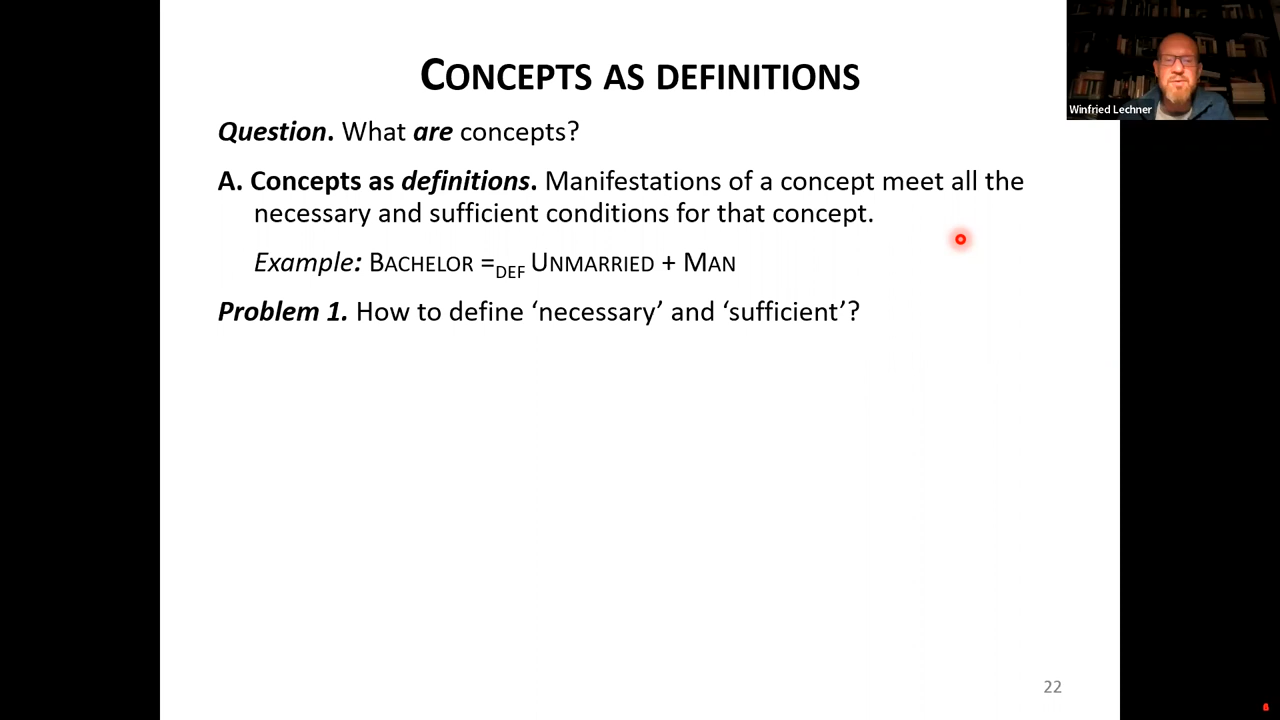 CONCEPTS AS DEFINITIONS
Winfried Lechner
Question. What are concepts?
A. Concepts as definitions. Manifestations of a concept meet all the
necessary and sufficient conditions for that concept.
Example: BACHELOR =DEF UNMARRIED + MAN
Problem 1. How to define ‘necessary’ and ‘sufficient’?
22